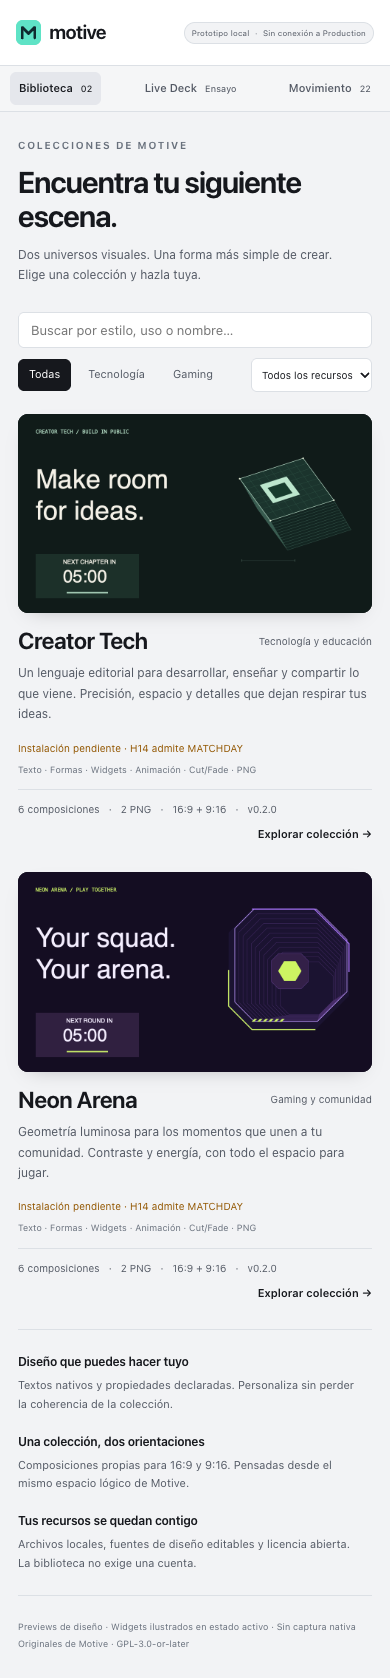 motive
Prototipo local · Sin conexión a Production
Biblioteca 02
Live Deck Ensayo
Movimiento 22
COLECCIONES DE MOTIVE
Encuentra tu siguiente
escena.
Dos universos visuales. Una forma más simple de crear.
Elige una colección y hazla tuya.
Buscar por estilo, uso o nombre...
Todas
Tecnología
Gaming
Todos los recursos
CREATOR TECH / BUILD IN PUBLIC
Make room
for ideas.
NEXT CHAPTER IN
05:00
Creator Tech
Tecnología y educación
Un lenguaje editorial para desarrollar, enseñar y compartir lo
que viene. Precisión, espacio y detalles que dejan respirar tus
ideas.
Instalación pendiente · H14 admite MATCHDAY
Texto · Formas · Widgets · Animación · Cut/Fade · PNG
6 composiciones · 2 PNG · 16:9 + 9:16 · v0.2.0
Explorar colección →
NEON ARENA / PLAY TOGETHER
Your squad.
Your arena.
NEXT ROUND IN
05:00
Neon Arena
Gaming y comunidad
Geometría luminosa para los momentos que unen a tu
comunidad. Contraste y energía, con todo el espacio para
jugar.
Instalación pendiente · H14 admite MATCHDAY
Texto · Formas · Widgets · Animación · Cut/Fade · PNG
6 composiciones · 2 PNG · 16:9 + 9:16 · v0.2.0
Explorar colección →
Diseño que puedes hacer tuyo
Textos nativos y propiedades declaradas. Personaliza sin perder
la coherencia de la colección.
Una colección, dos orientaciones
Composiciones propias para 16:9 y 9:16. Pensadas desde el
mismo espacio lógico de Motive.
Tus recursos se quedan contigo
Archivos locales, fuentes de diseño editables y licencia abierta.
La biblioteca no exige una cuenta.
Previews de diseño · Widgets ilustrados en estado activo · Sin captura nativa
Originales de Motive · GPL-3.0-or-later